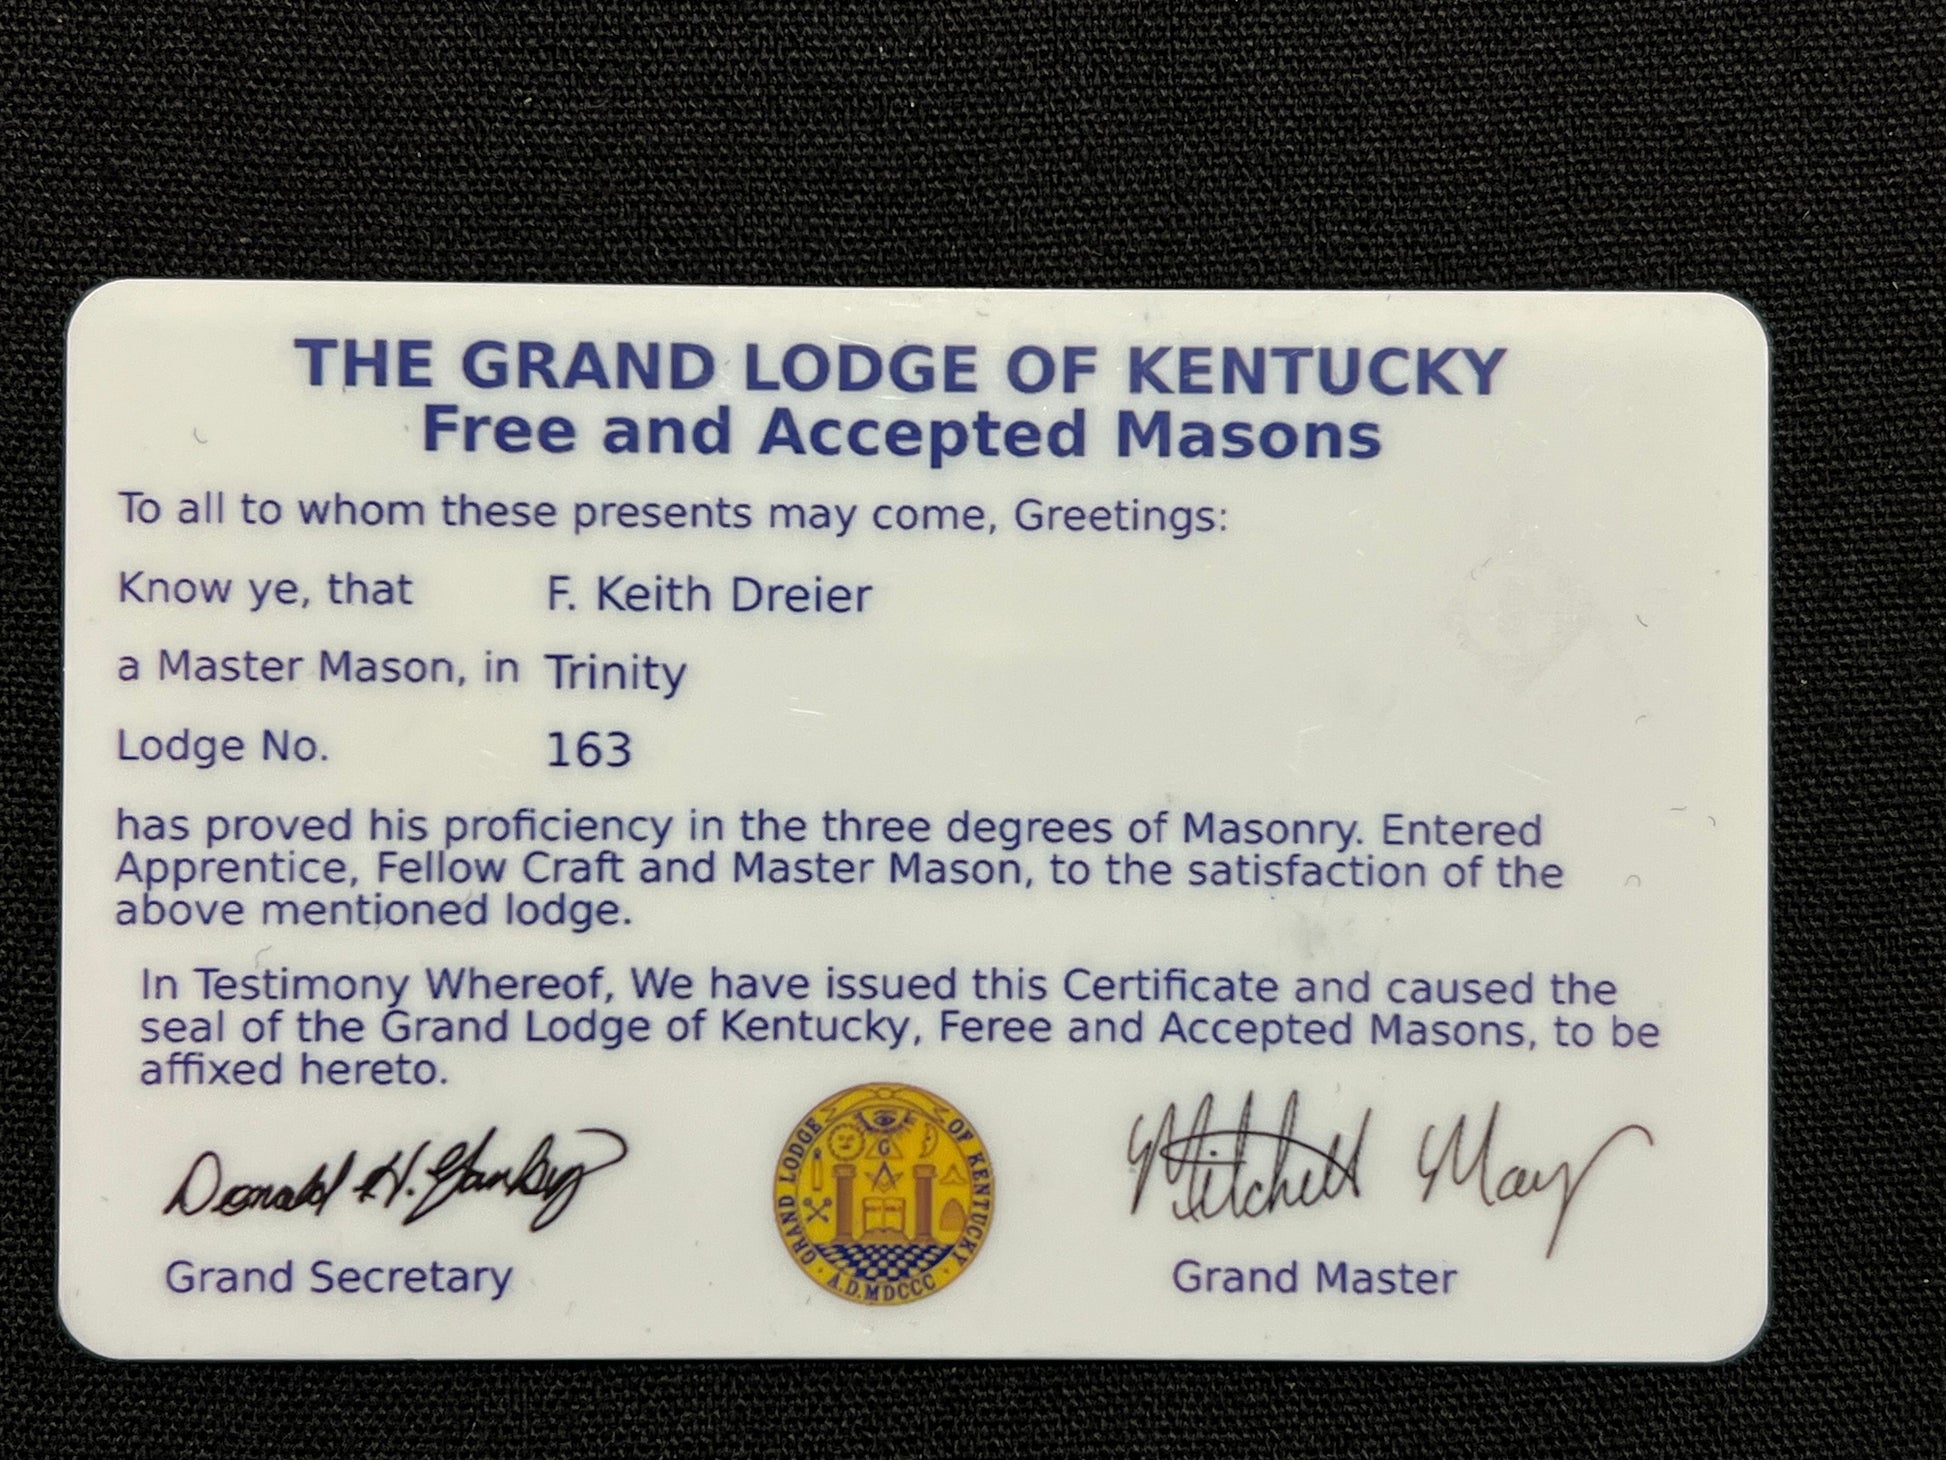 THE GRAND LODGE OF KENTUCKY
Free and Accepted Masons
To all to whom these presents may come, Greetings:
Know ye, that F. Keith Dreier
a Master Mason, in Trinity
Lodge No. 163
has proved his proficiency in the three degrees of Masonry. Entered
Apprentice, Fellow Craft and Master Mason, to the satisfaction of the
above mentioned lodge.
In Testimony Whereof, We have issued this Certificate and caused the
seal of the Grand Lodge of Kentucky, Feree and Accepted Masons, to be
affixed hereto.
Donald H.
Grand Secretary
GRAND LODGE OF KENTUCKY
G
A.D. MDCCC
Mitchell May
Grand Master